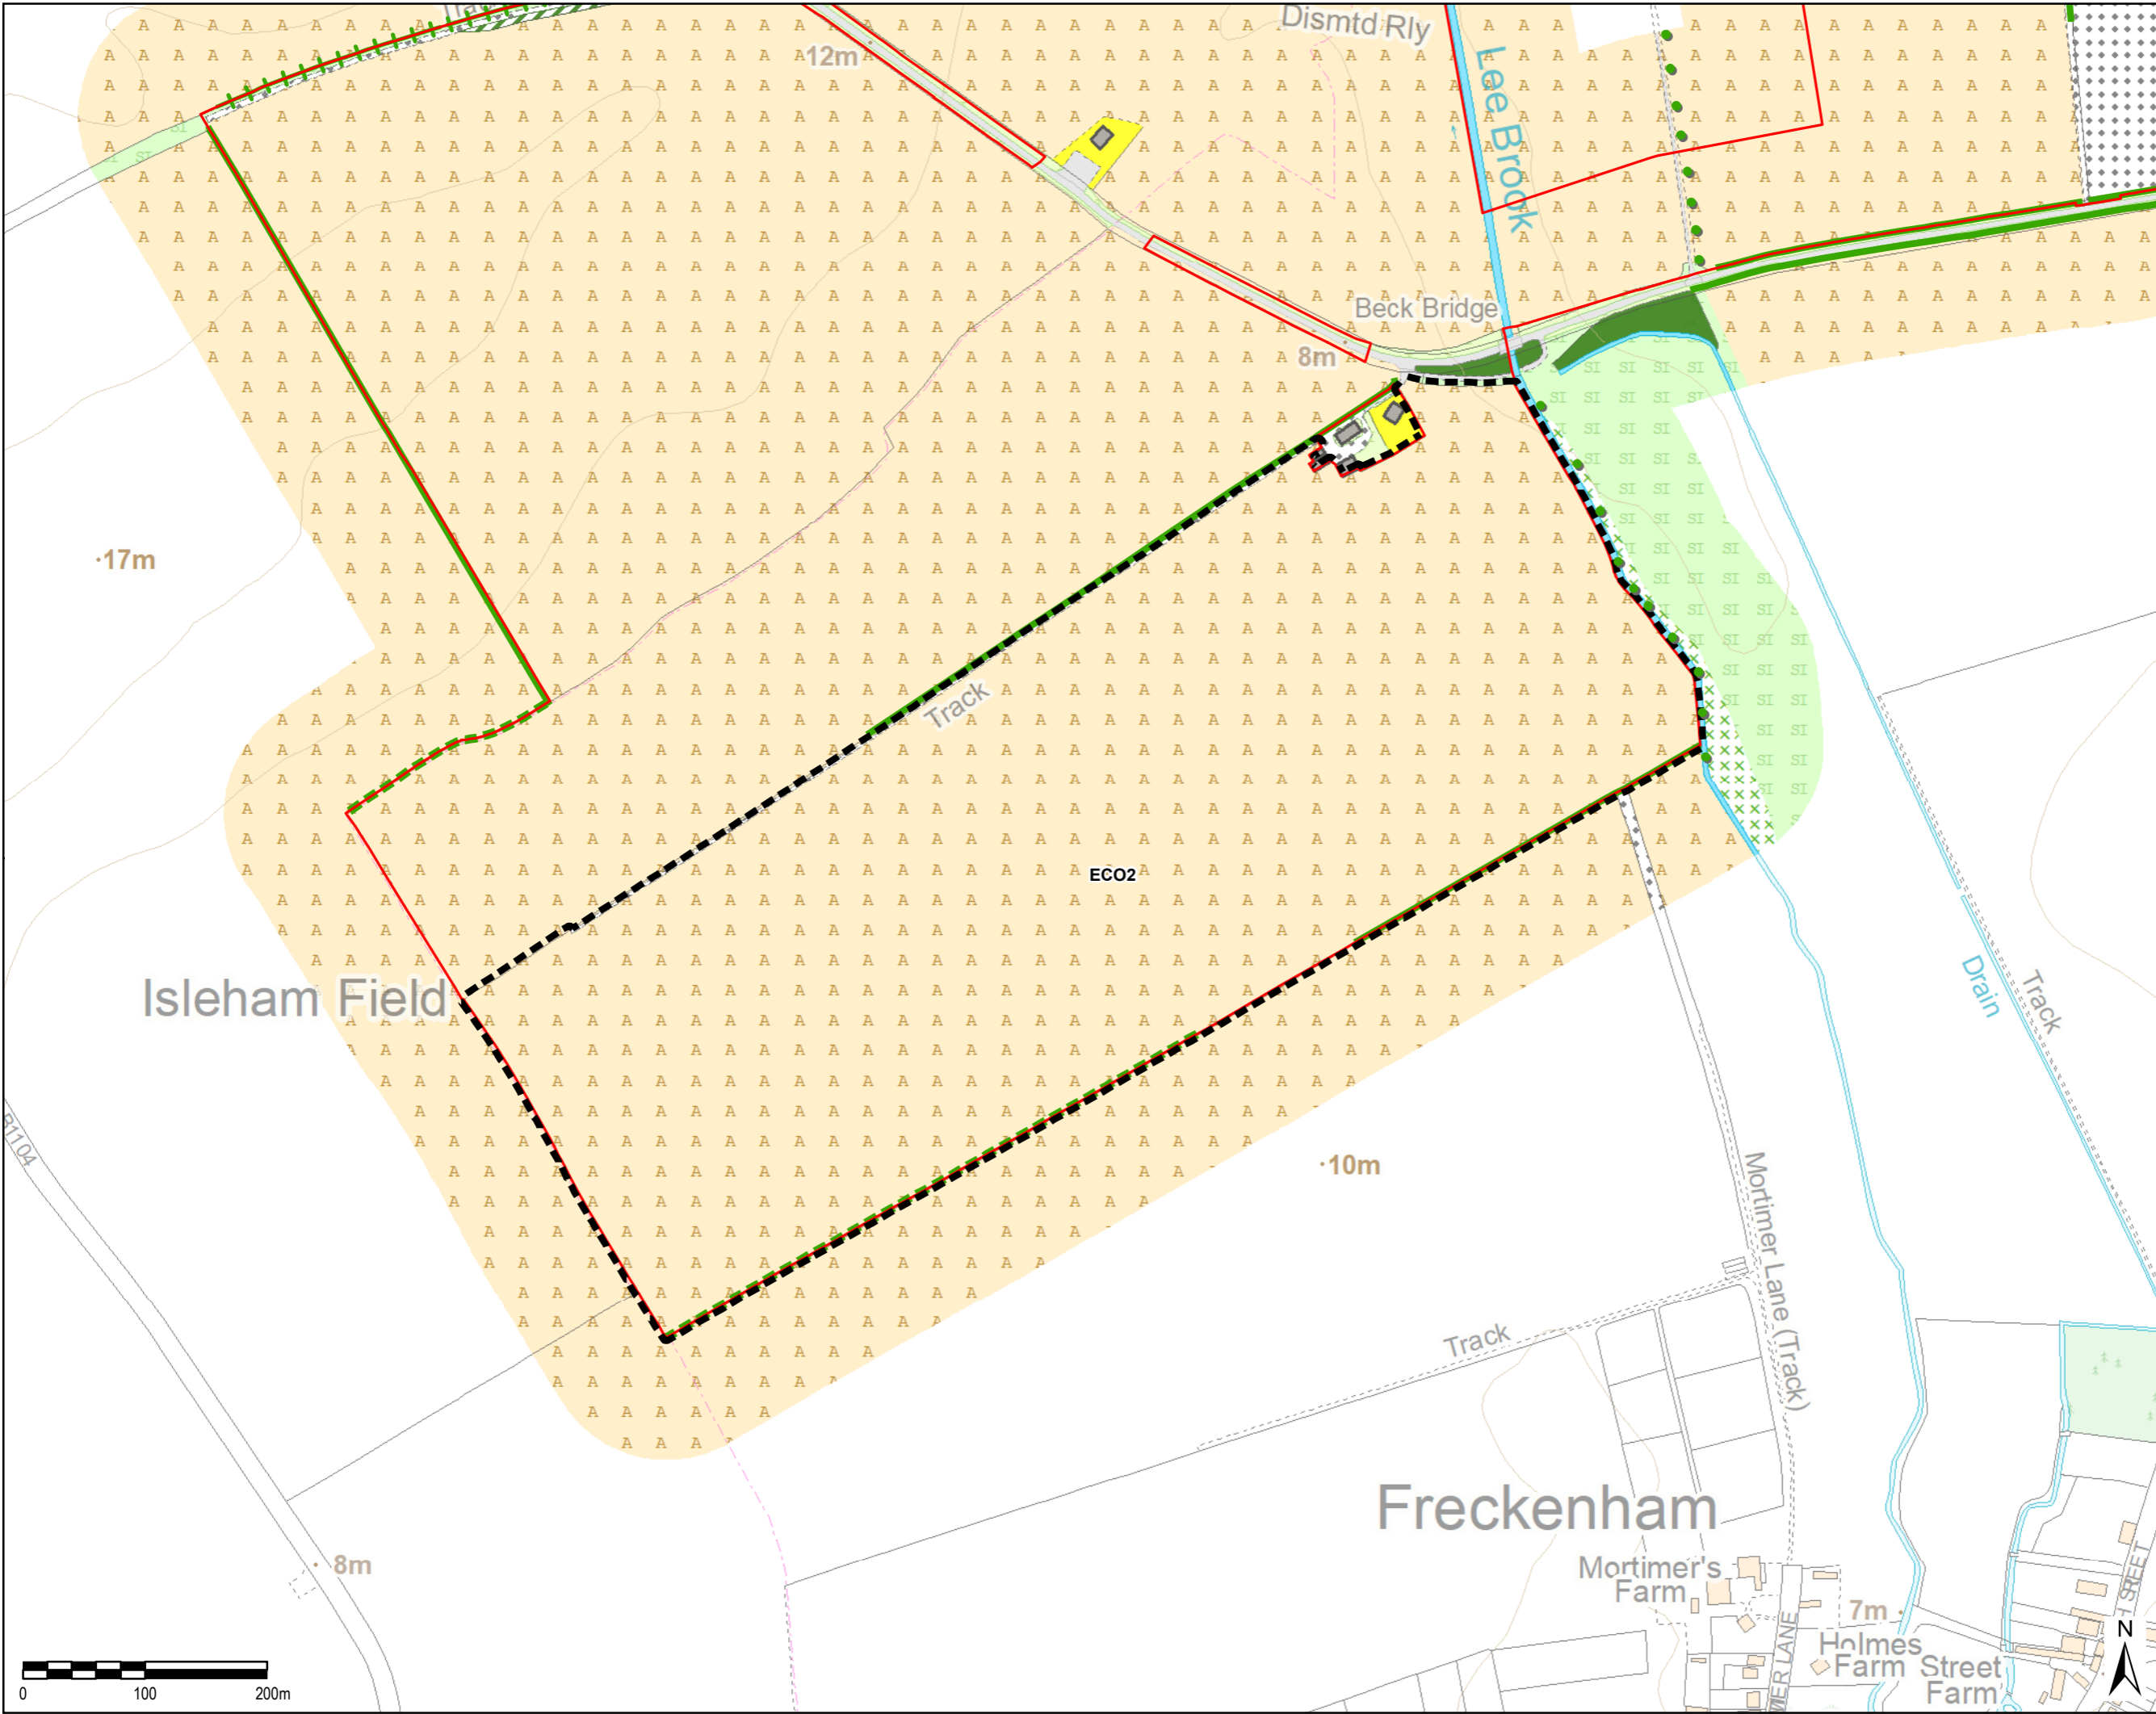 Dismtd Rly
12m
Lee Brook
Beck Bridge
8m
17m
Track
ECO2
Isleham Field
Drain
Track
B1104
10m
Mortimer Lane (Track)
Track
Freckenham
8m
Mortimer's
Farm
7m
Holmes
Farm
Street
Farm
N
0 100 200m